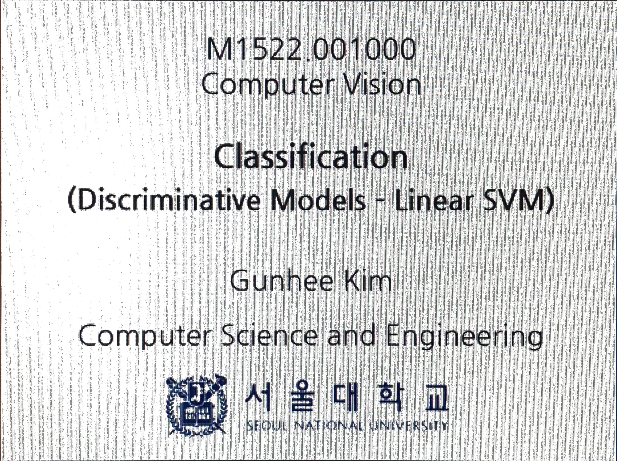 M1522.001000
Computer Vision
Classification
(Discriminative Models - Linear SVM)
Gunhee Kim
Computer Science and Engineering
서울대학교
SEOUL NATIONAL UNIVERSITY